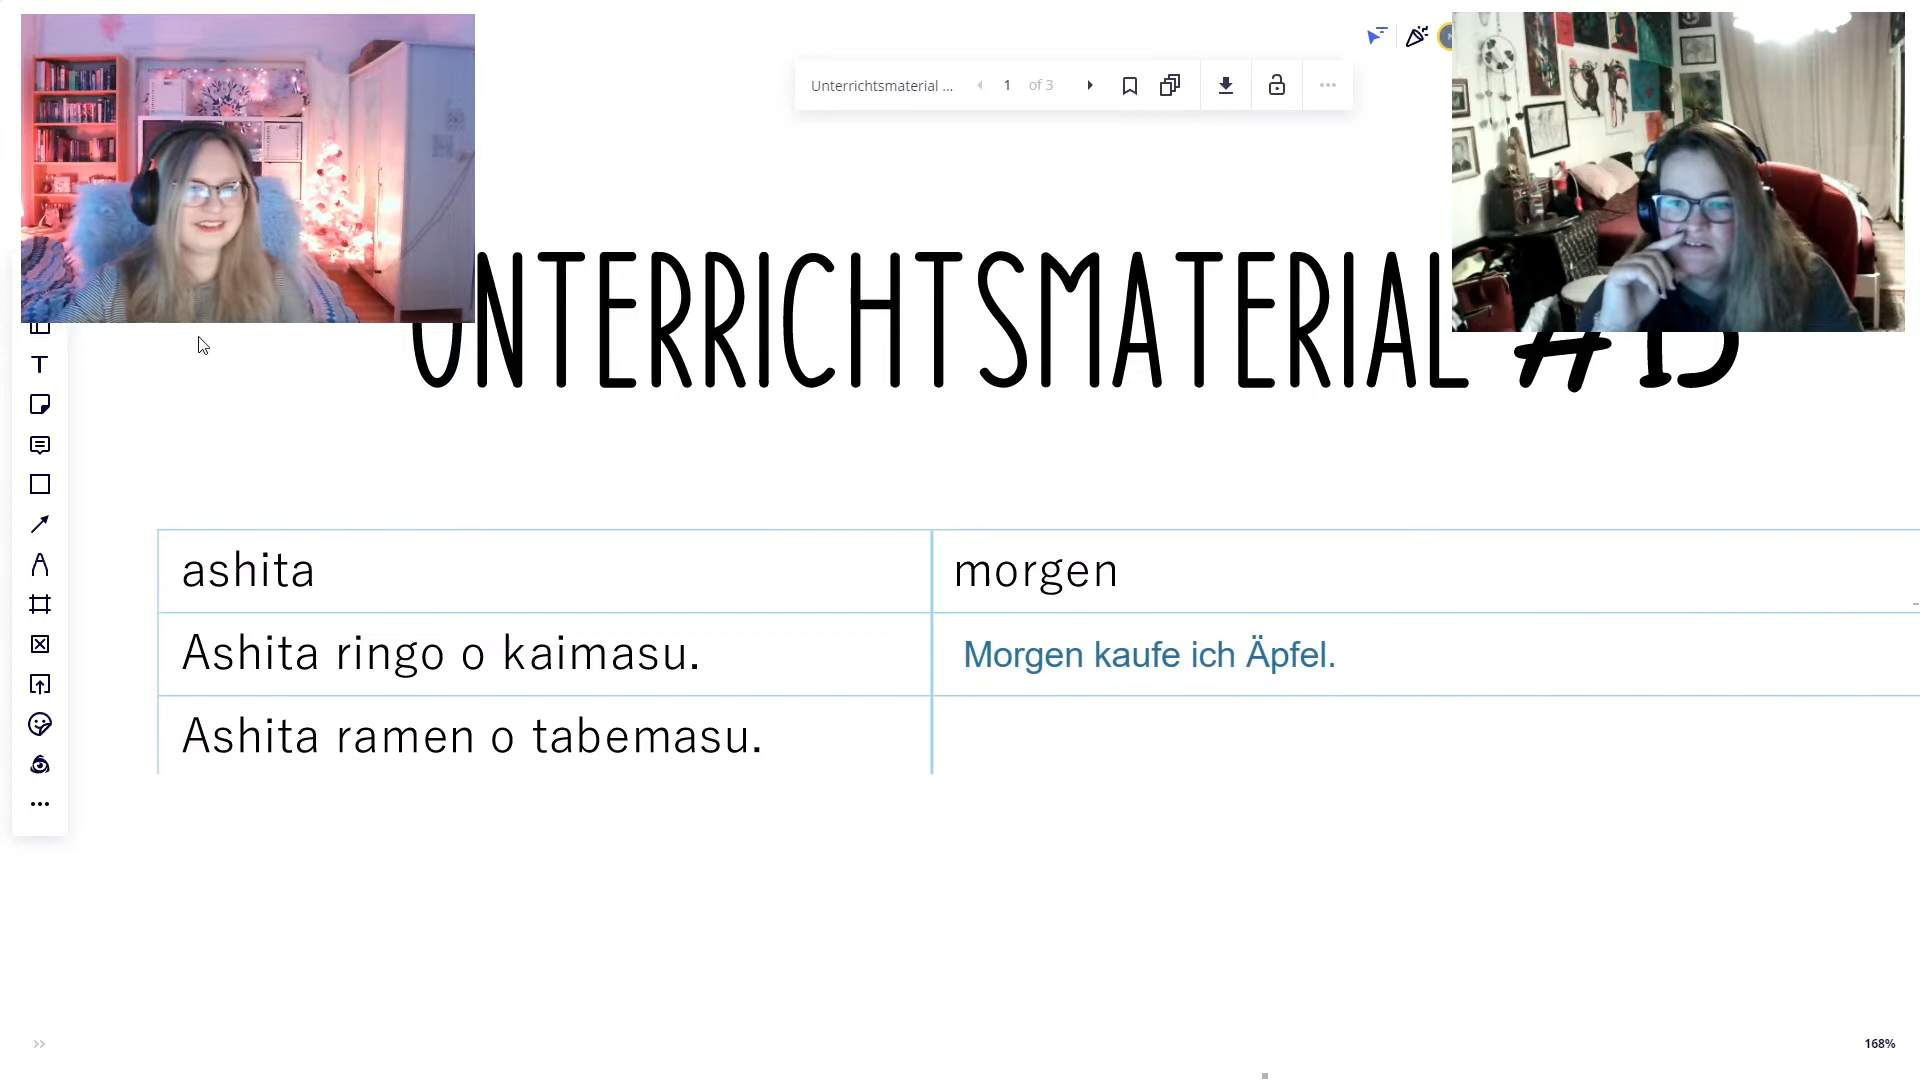 Unterrichtsmaterial ... 1 of 3
UNTERRICHTSMATERIAL
ashita
morgen
Ashita ringo o kaimasu.
Morgen kaufe ich Äpfel.
Ashita ramen o tabemasu.
168%